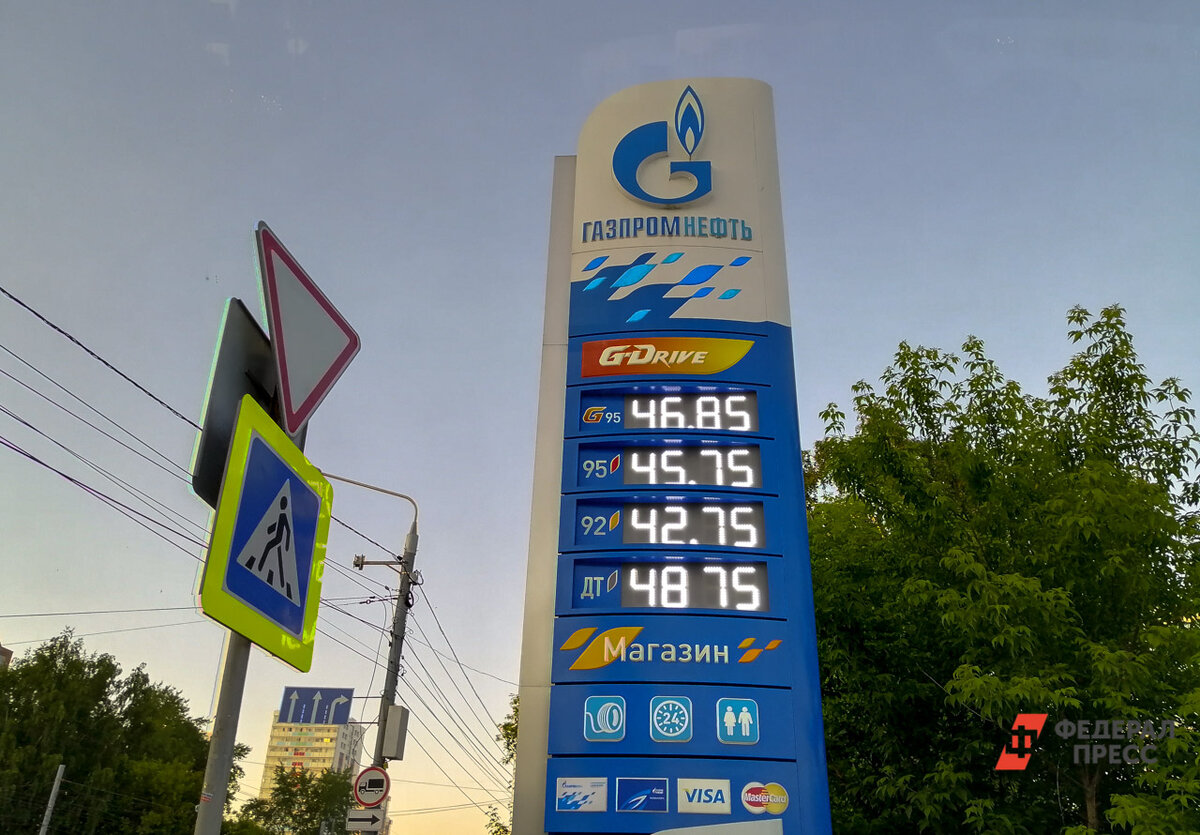 ГАЗПРОМНЕФТЬ
G-DRIVE
G 95 46.85
95 45.75
92 42.75
ДТ 48 75
Магазин
24
VISA
MasterCard
ФЕДЕРАЛ
ПРЕСС